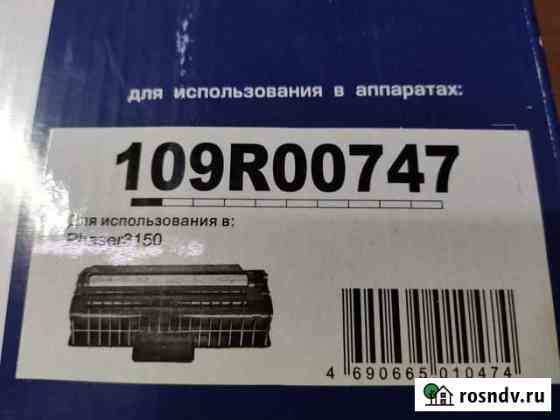 для использования в аппаратах:
109R00747
Для использования в:
Phaser3150
4 690665 010474
rosndv.ru